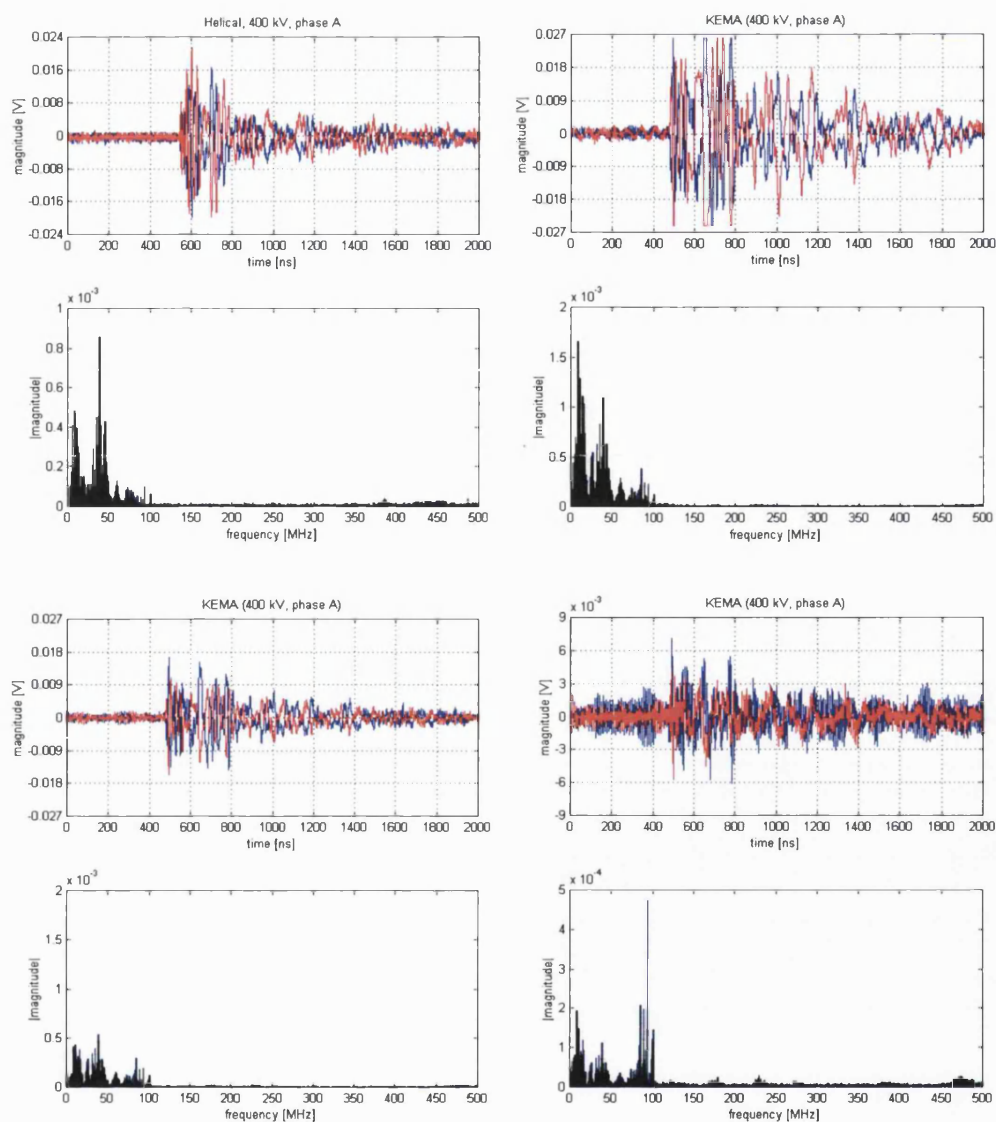 Helical, 400 kV, phase A
magnitude [V]
0.024
0.016
0.008
0
-0.008
-0.016
-0.024
0 200 400 600 800 1000 1200 1400 1600 1800 2000
time [ns]
KEMA (400 kV, phase A)
magnitude [V]
0.027
0.018
0.009
0
-0.009
-0.018
-0.027
0 200 400 600 800 1000 1200 1400 1600 1800 2000
time [ns]
x 10-3
|magnitude|
1
0.8
0.6
0.4
0.2
0
0 50 100 150 200 250 300 350 400 450 500
frequency [MHz]
x 10-3
|magnitude|
2
1.5
1
0.5
0
0 50 100 150 200 250 300 350 400 450 500
frequency [MHz]
KEMA (400 kV, phase A)
magnitude [V]
0.027
0.018
0.009
0
-0.009
-0.018
-0.027
0 200 400 600 800 1000 1200 1400 1600 1800 2000
time [ns]
x 10-3
KEMA (400 kV, phase A)
magnitude [V]
9
6
3
0
-3
-6
-9
0 200 400 600 800 1000 1200 1400 1600 1800 2000
time [ns]
x 10-3
|magnitude|
2
1.5
1
0.5
0
0 50 100 150 200 250 300 350 400 450 500
frequency [MHz]
x 10-4
|magnitude|
5
4
3
2
1
0
0 50 100 150 200 250 300 350 400 450 500
frequency [MHz]